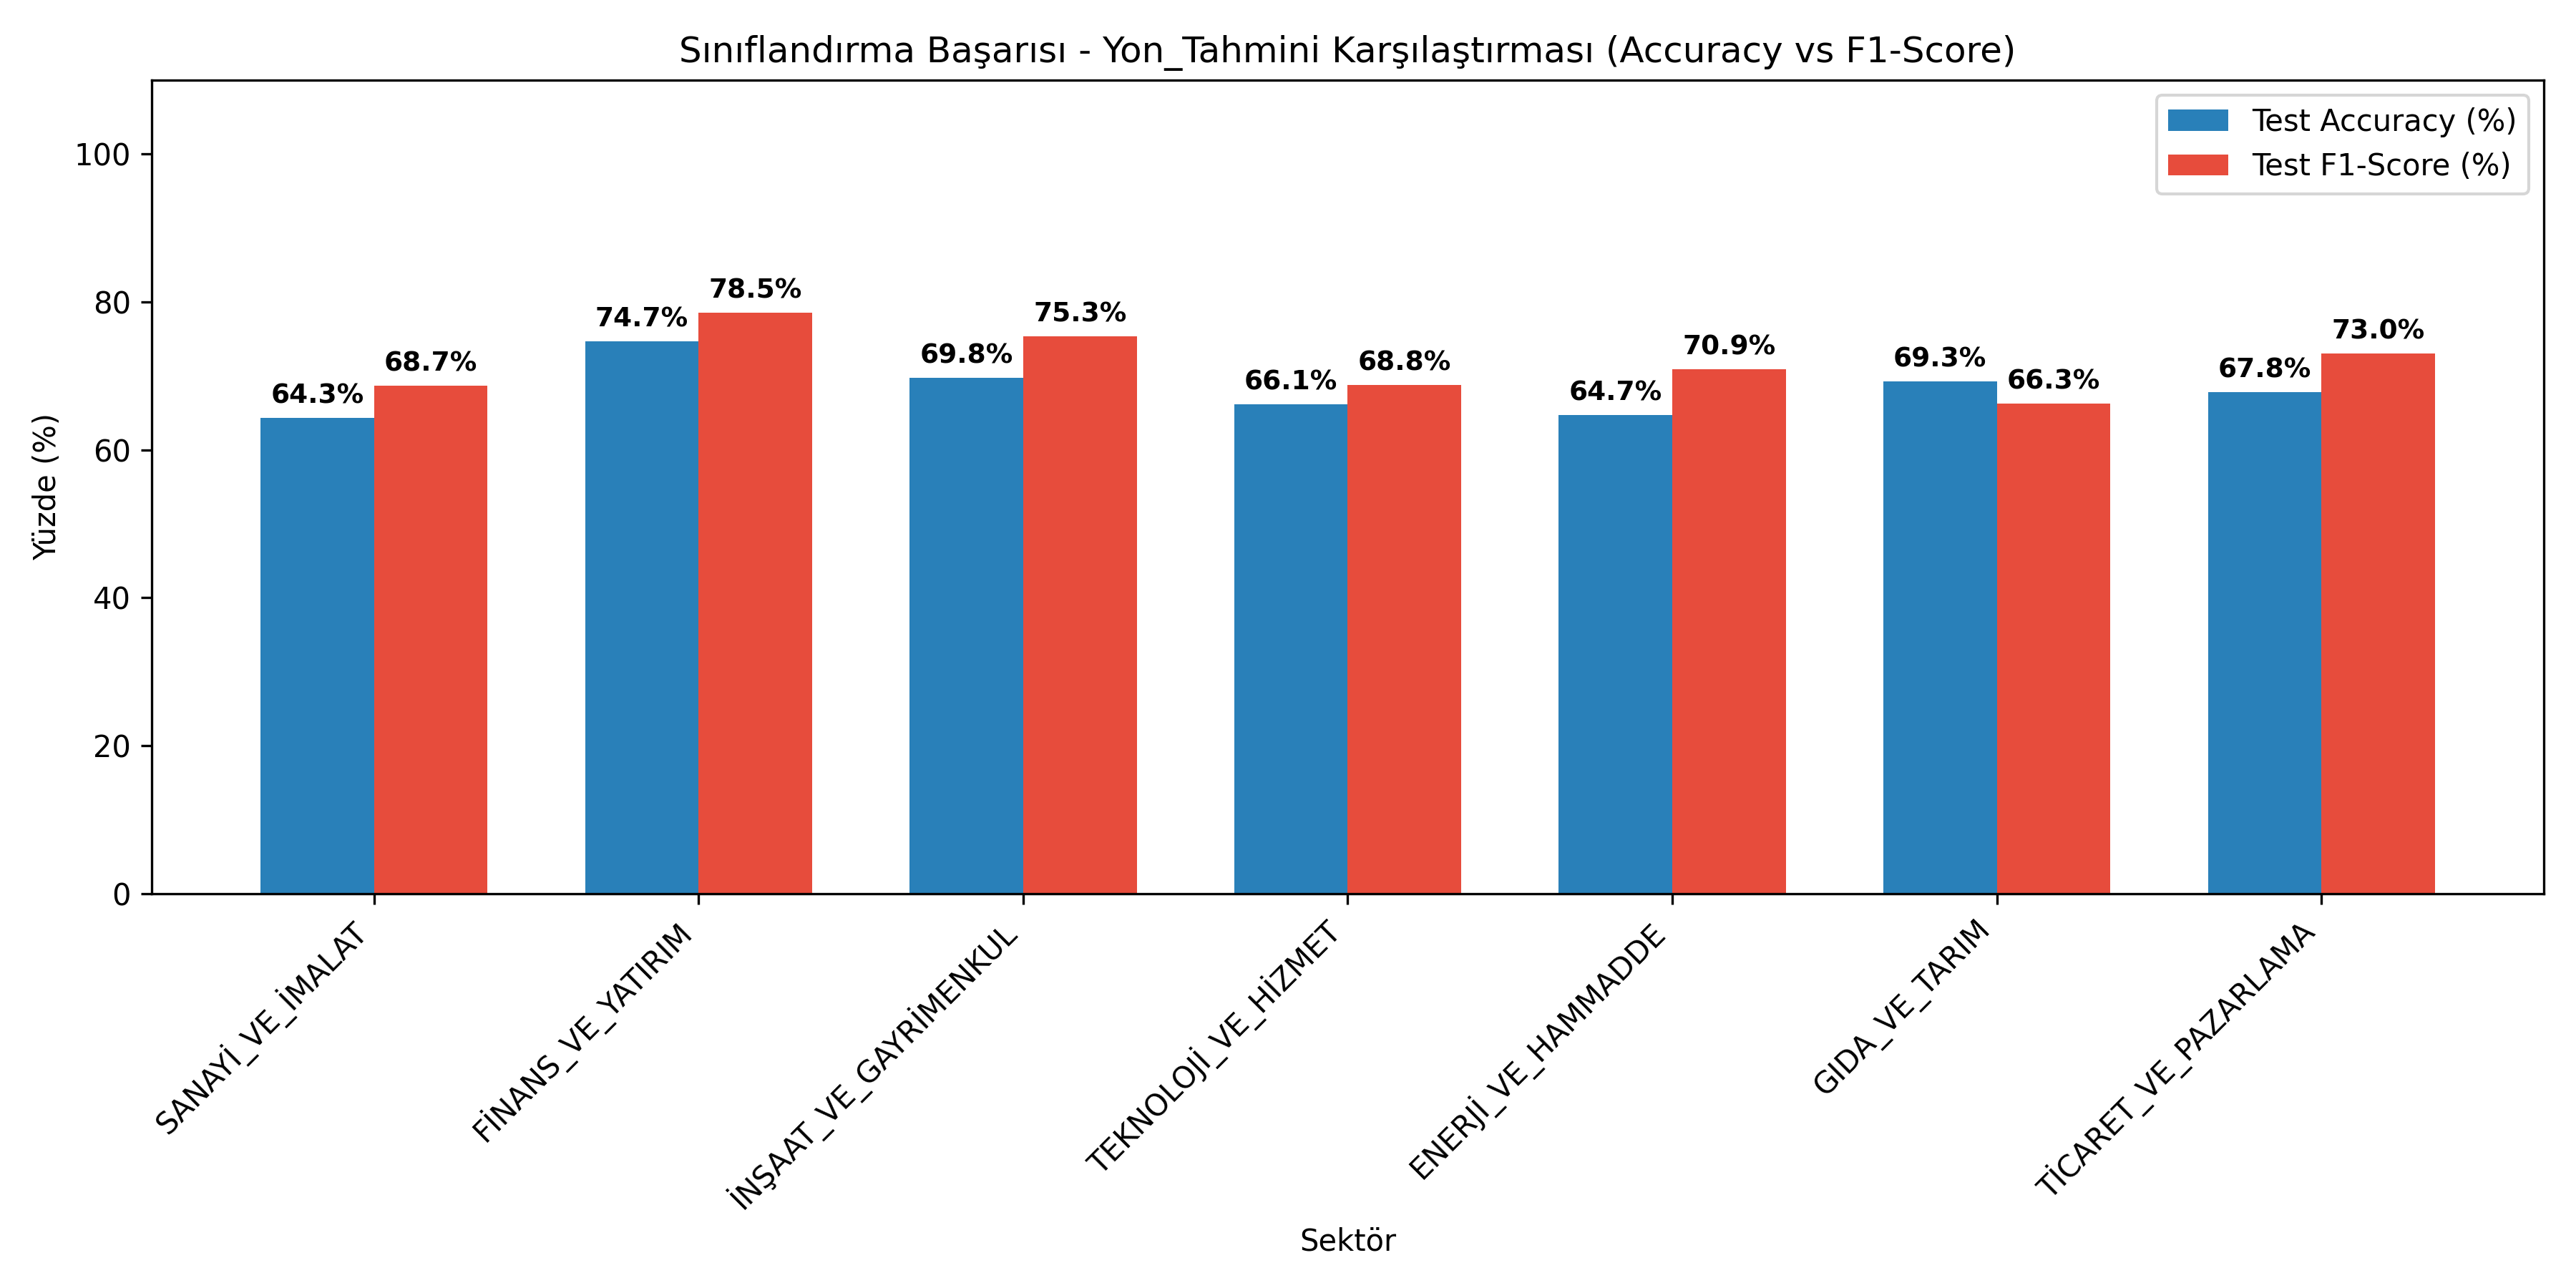 Sınıflandırma Başarısı - Yon_Tahmini Karşılaştırması (Accuracy vs F1-Score)
Test Accuracy (%)
Test F1-Score (%)
Yüzde (%)
100
80
60
40
20
0
64.3%
68.7%
74.7%
78.5%
69.8%
75.3%
66.1%
68.8%
64.7%
70.9%
69.3%
66.3%
67.8%
73.0%
SANAYİ_VE_İMALAT
FİNANS_VE_YATIRIM
İNŞAAT_VE_GAYRİMENKUL
TEKNOLOJİ_VE_HİZMET
ENERJİ_VE_HAMMADDE
GIDA_VE_TARIM
TİCARET_VE_PAZARLAMA
Sektör